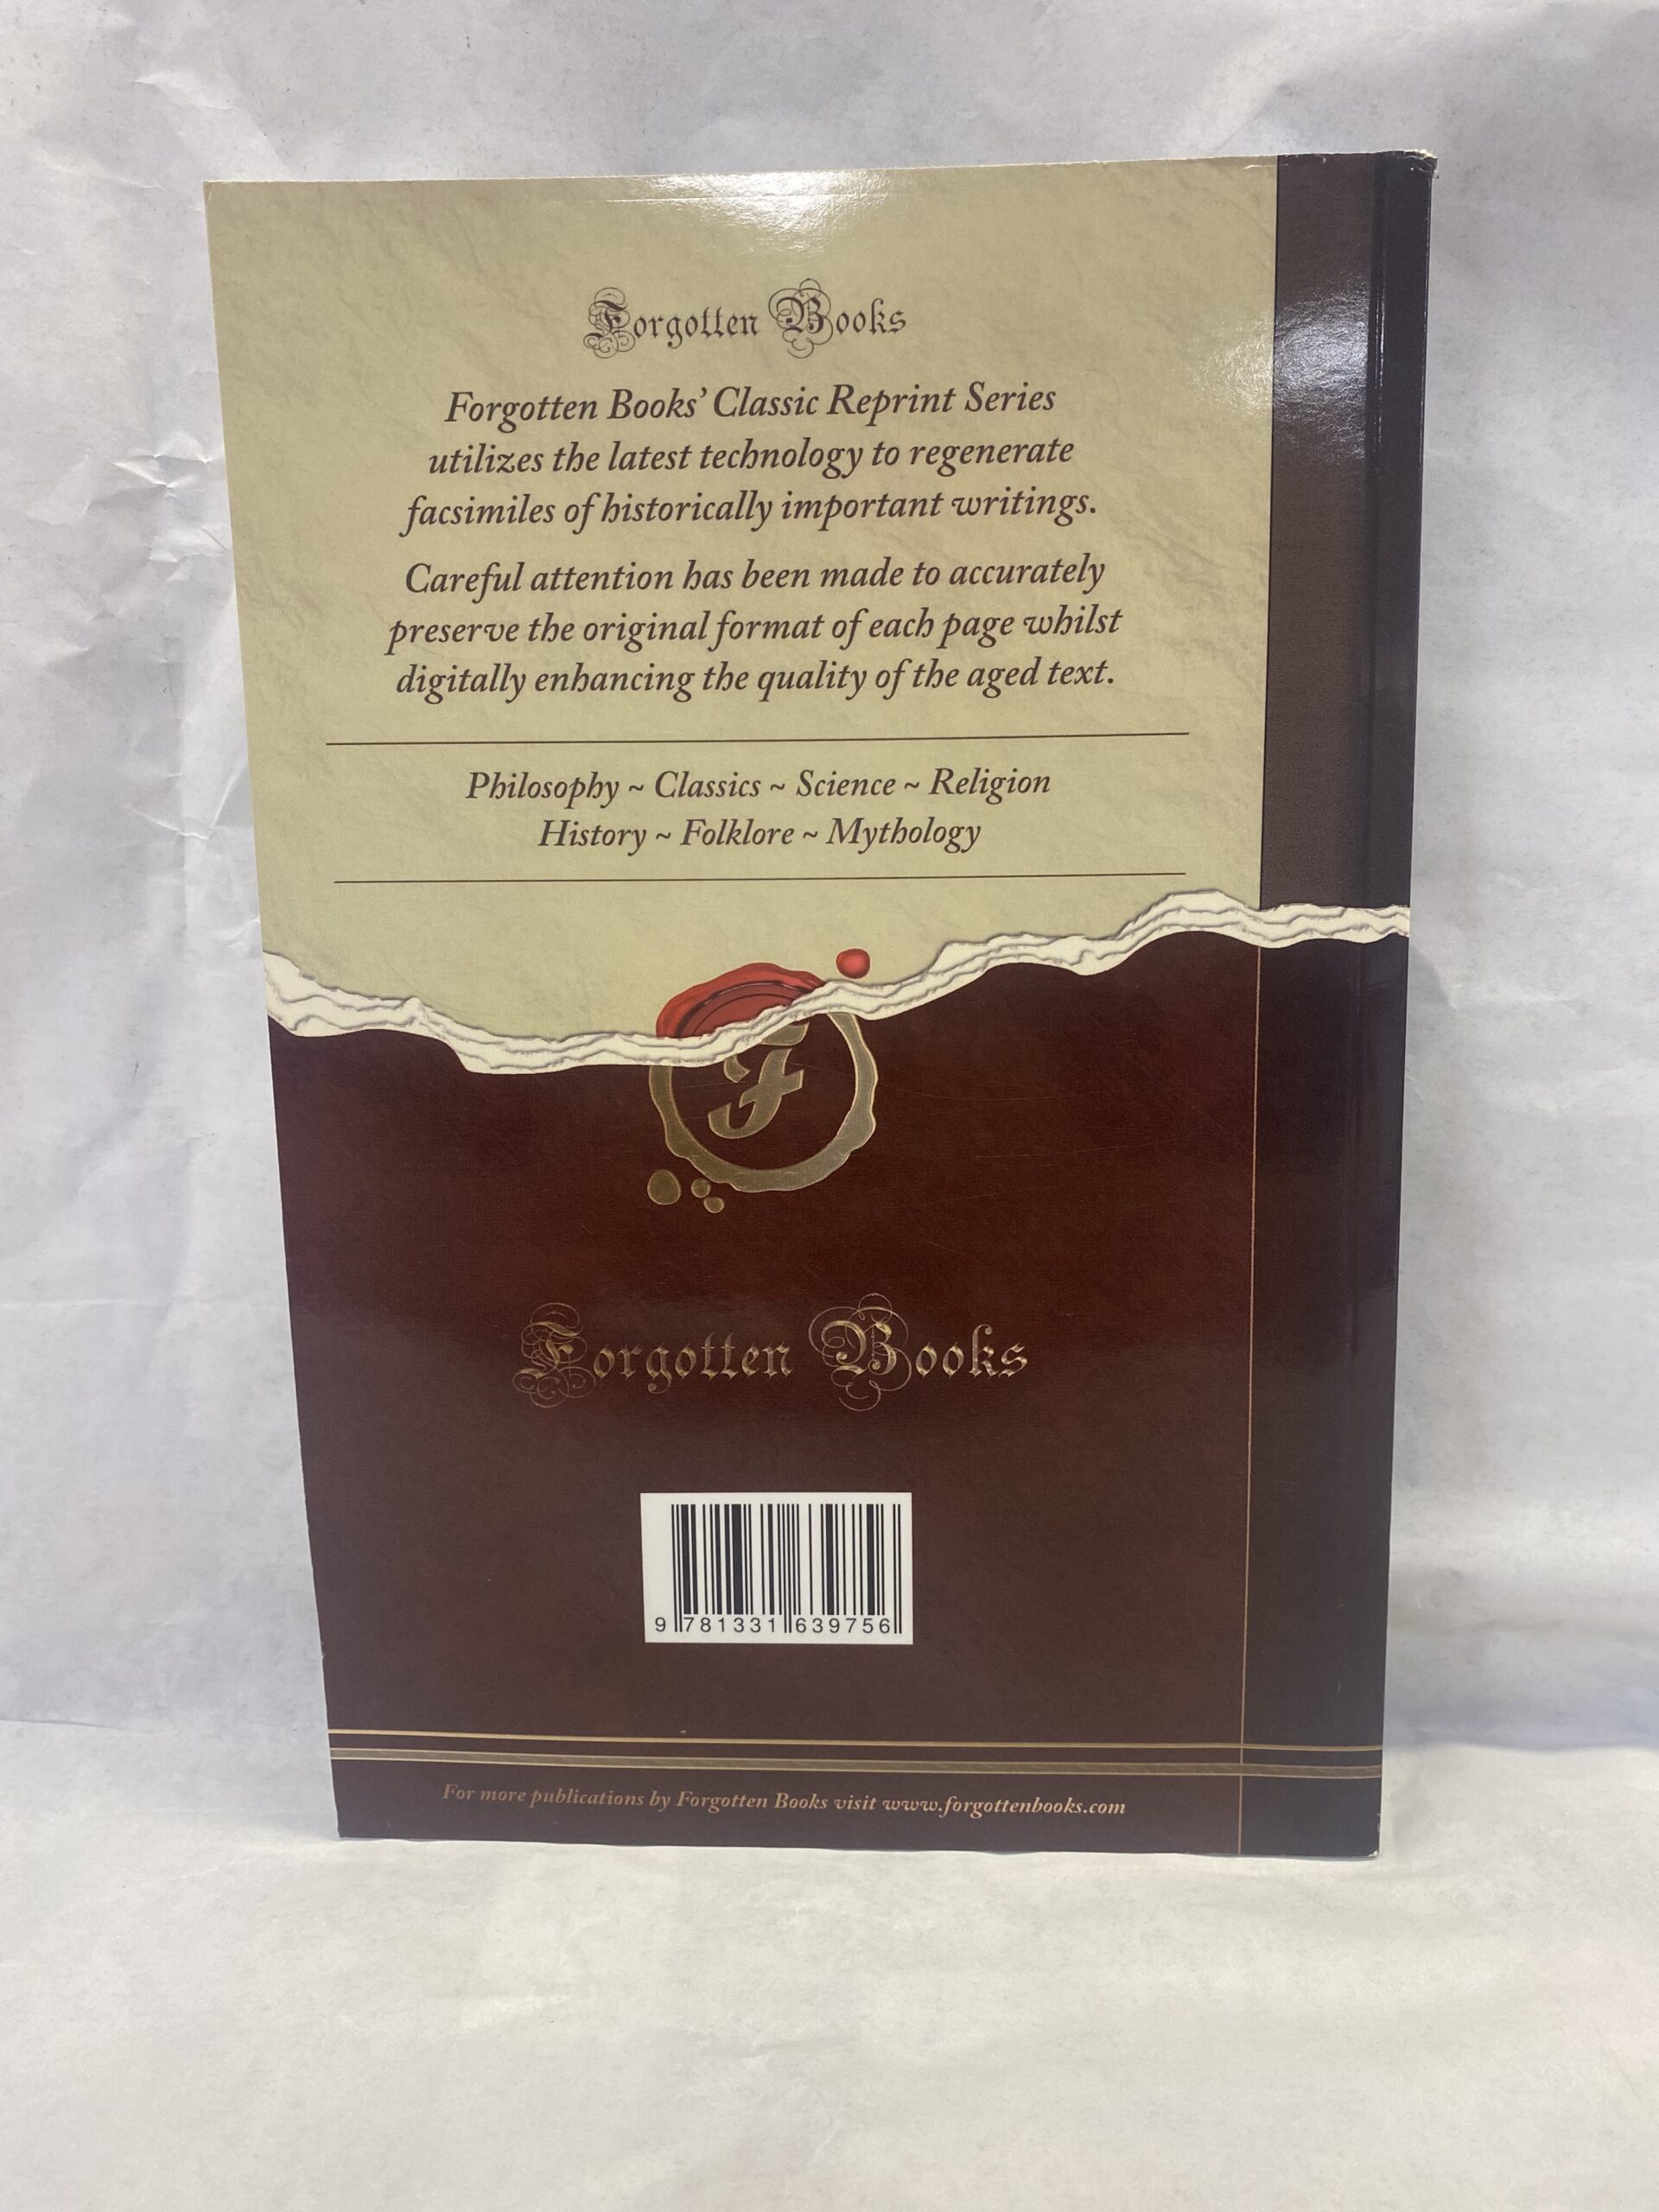 Forgotten Books
Forgotten Books' Classic Reprint Series
utilizes the latest technology to regenerate
facsimiles of historically important writings.
Careful attention has been made to accurately
preserve the original format of each page whilst
digitally enhancing the quality of the aged text.
Philosophy ~ Classics ~ Science ~ Religion
History ~ Folklore ~ Mythology
F
Forgotten Books
9 781331 639756
For more publications by Forgotten Books visit www.forgottenbooks.com